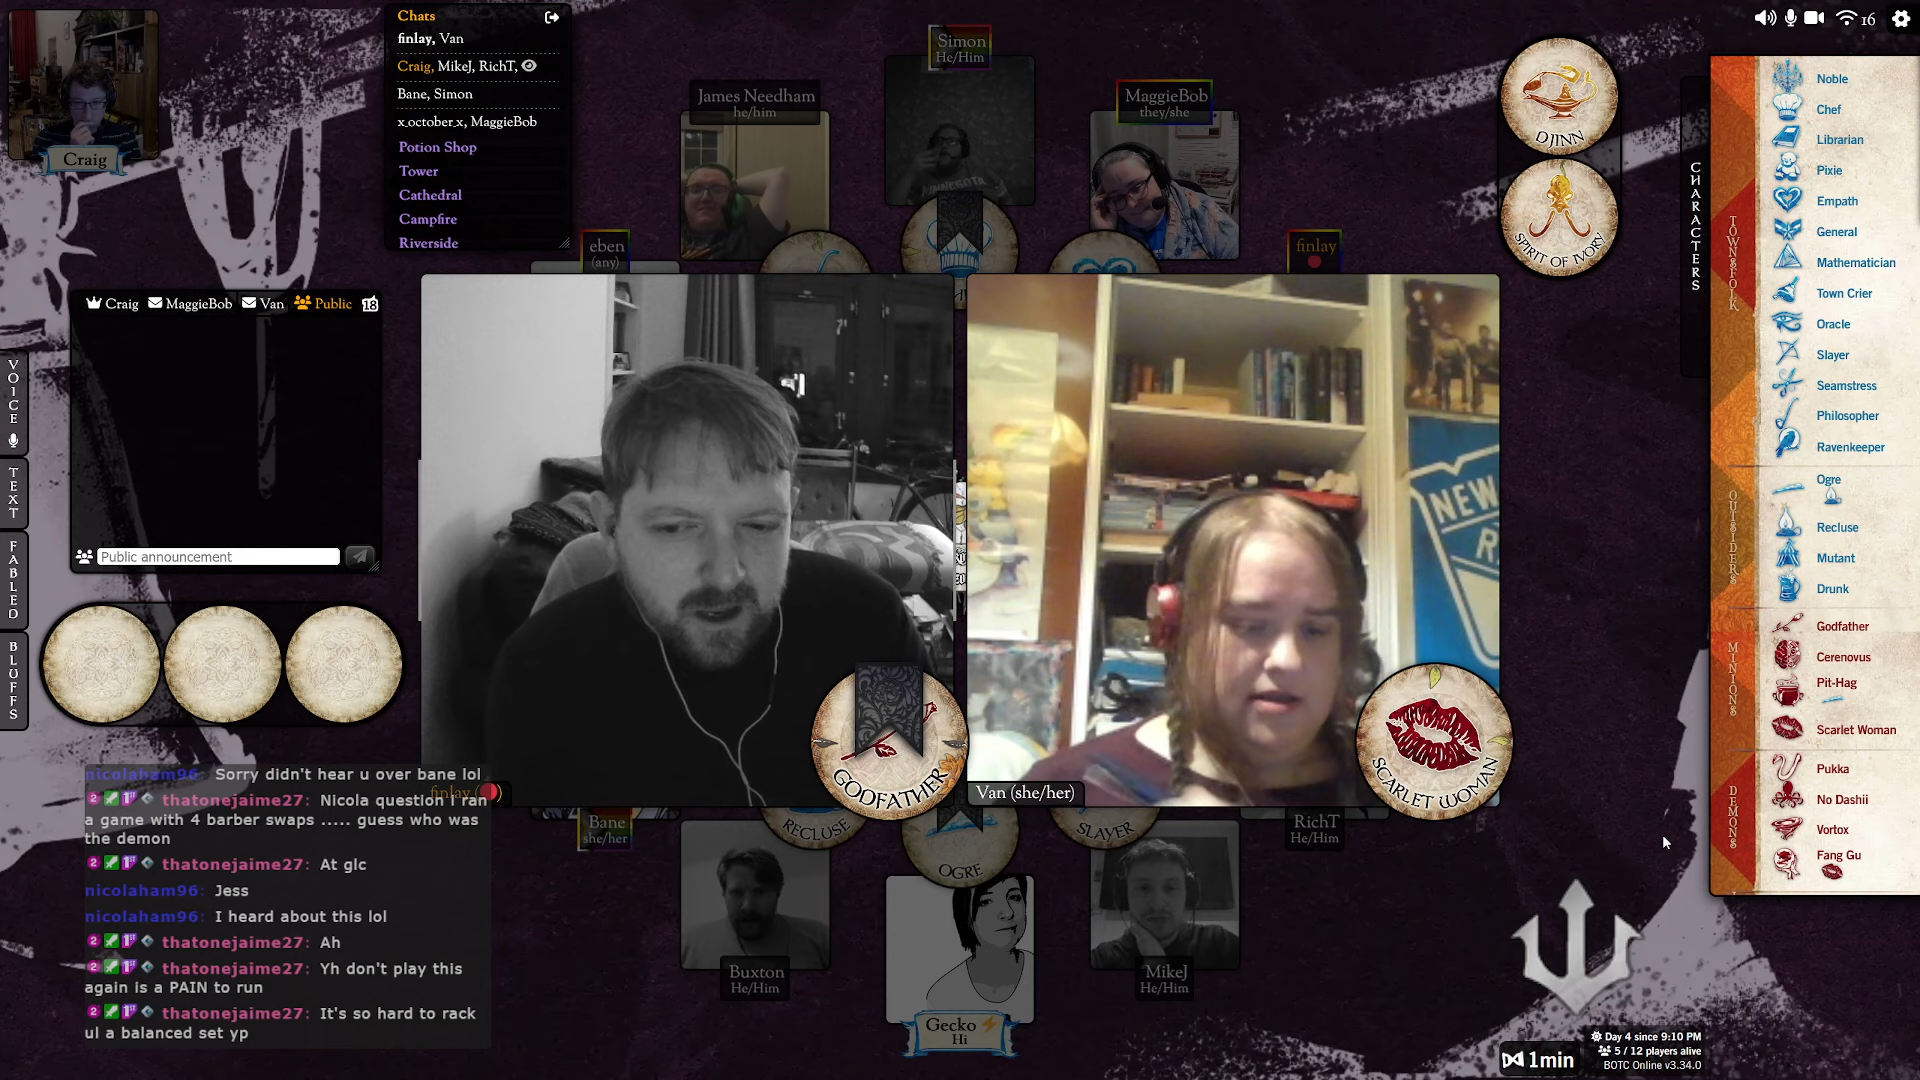 Chats
finlay, Van
Craig, MikeJ, RichT,
Bane, Simon
x_october_x, MaggieBob
Potion Shop
Tower
Cathedral
Campfire
Riverside
Craig
Simon
He/Him
James Needham
he/him
MaggieBob
they/she
eben
(any)
finlay
16
DJINN
SPIRIT OF IVORY
CHARACTERS
TOWNSFOLK
Noble
Chef
Librarian
Pixie
Empath
General
Mathematician
Town Crier
Oracle
Slayer
Seamstress
Philosopher
Ravenkeeper
OUTSIDERS
Ogre
Recluse
Mutant
Drunk
MINIONS
Godfather
Cerenovus
Pit-Hag
Scarlet Woman
DEMONS
Pukka
No Dashii
Vortox
Fang Gu
Craig MaggieBob Van Public 18
VOICE
TEXT
FABLED
BLUFFS
Public announcement
NEW
GODFATHER
SCARLET WOMAN
finlay
Van (she/her)
nicolaham96: Sorry didn't hear u over bane lol
thatonejaime27: Nicola question I ran
a game with 4 barber swaps ..... guess who was
the demon
thatonejaime27: At glc
nicolaham96: Jess
nicolaham96: I heard about this lol
thatonejaime27: Ah
thatonejaime27: Yh don't play this
again is a PAIN to run
thatonejaime27: It's so hard to rack
ul a balanced set yp
Bane
she/her
RECLUSE
OGRE
SLAYER
RichT
He/Him
Buxton
He/Him
Gecko
Hi
MikeJ
He/Him
1min
Day 4 since 9:10 PM
5 / 12 players alive
BOTC Online v3.34.0